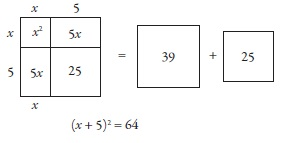 x 5
x x² 5x = 39 + 25
5 5x 25
x
(x + 5)² = 64